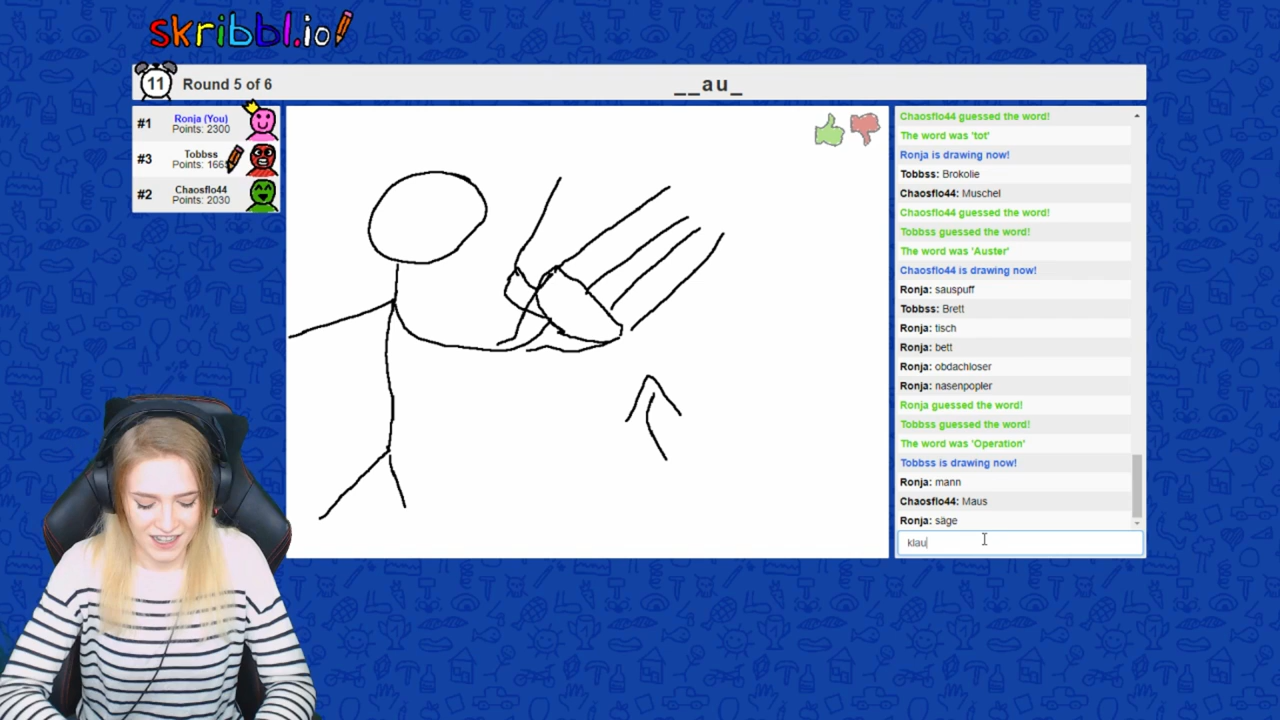 skribbl.io
11
Round 5 of 6
__au_
#1
Ronja (You)
Points: 2300
#3
Tobbss
#2
Chaosflo44
Points: 2030
Chaosflo44 guessed the word!
The word was 'tot'
Ronja is drawing now!
Tobbss: Brokolie
Chaosflo44: Muschel
Chaosflo44 guessed the word!
Tobbss guessed the word!
The word was 'Auster'
Chaosflo44 is drawing now!
Ronja: sauspuff
Tobbss: Brett
Ronja: tisch
Ronja: bett
Ronja: obdachloser
Ronja: nasenpopler
Ronja guessed the word!
Tobbss guessed the word!
The word was 'Operation'
Tobbss is drawing now!
Ronja: mann
Chaosflo44: Maus
Ronja: säge
klau